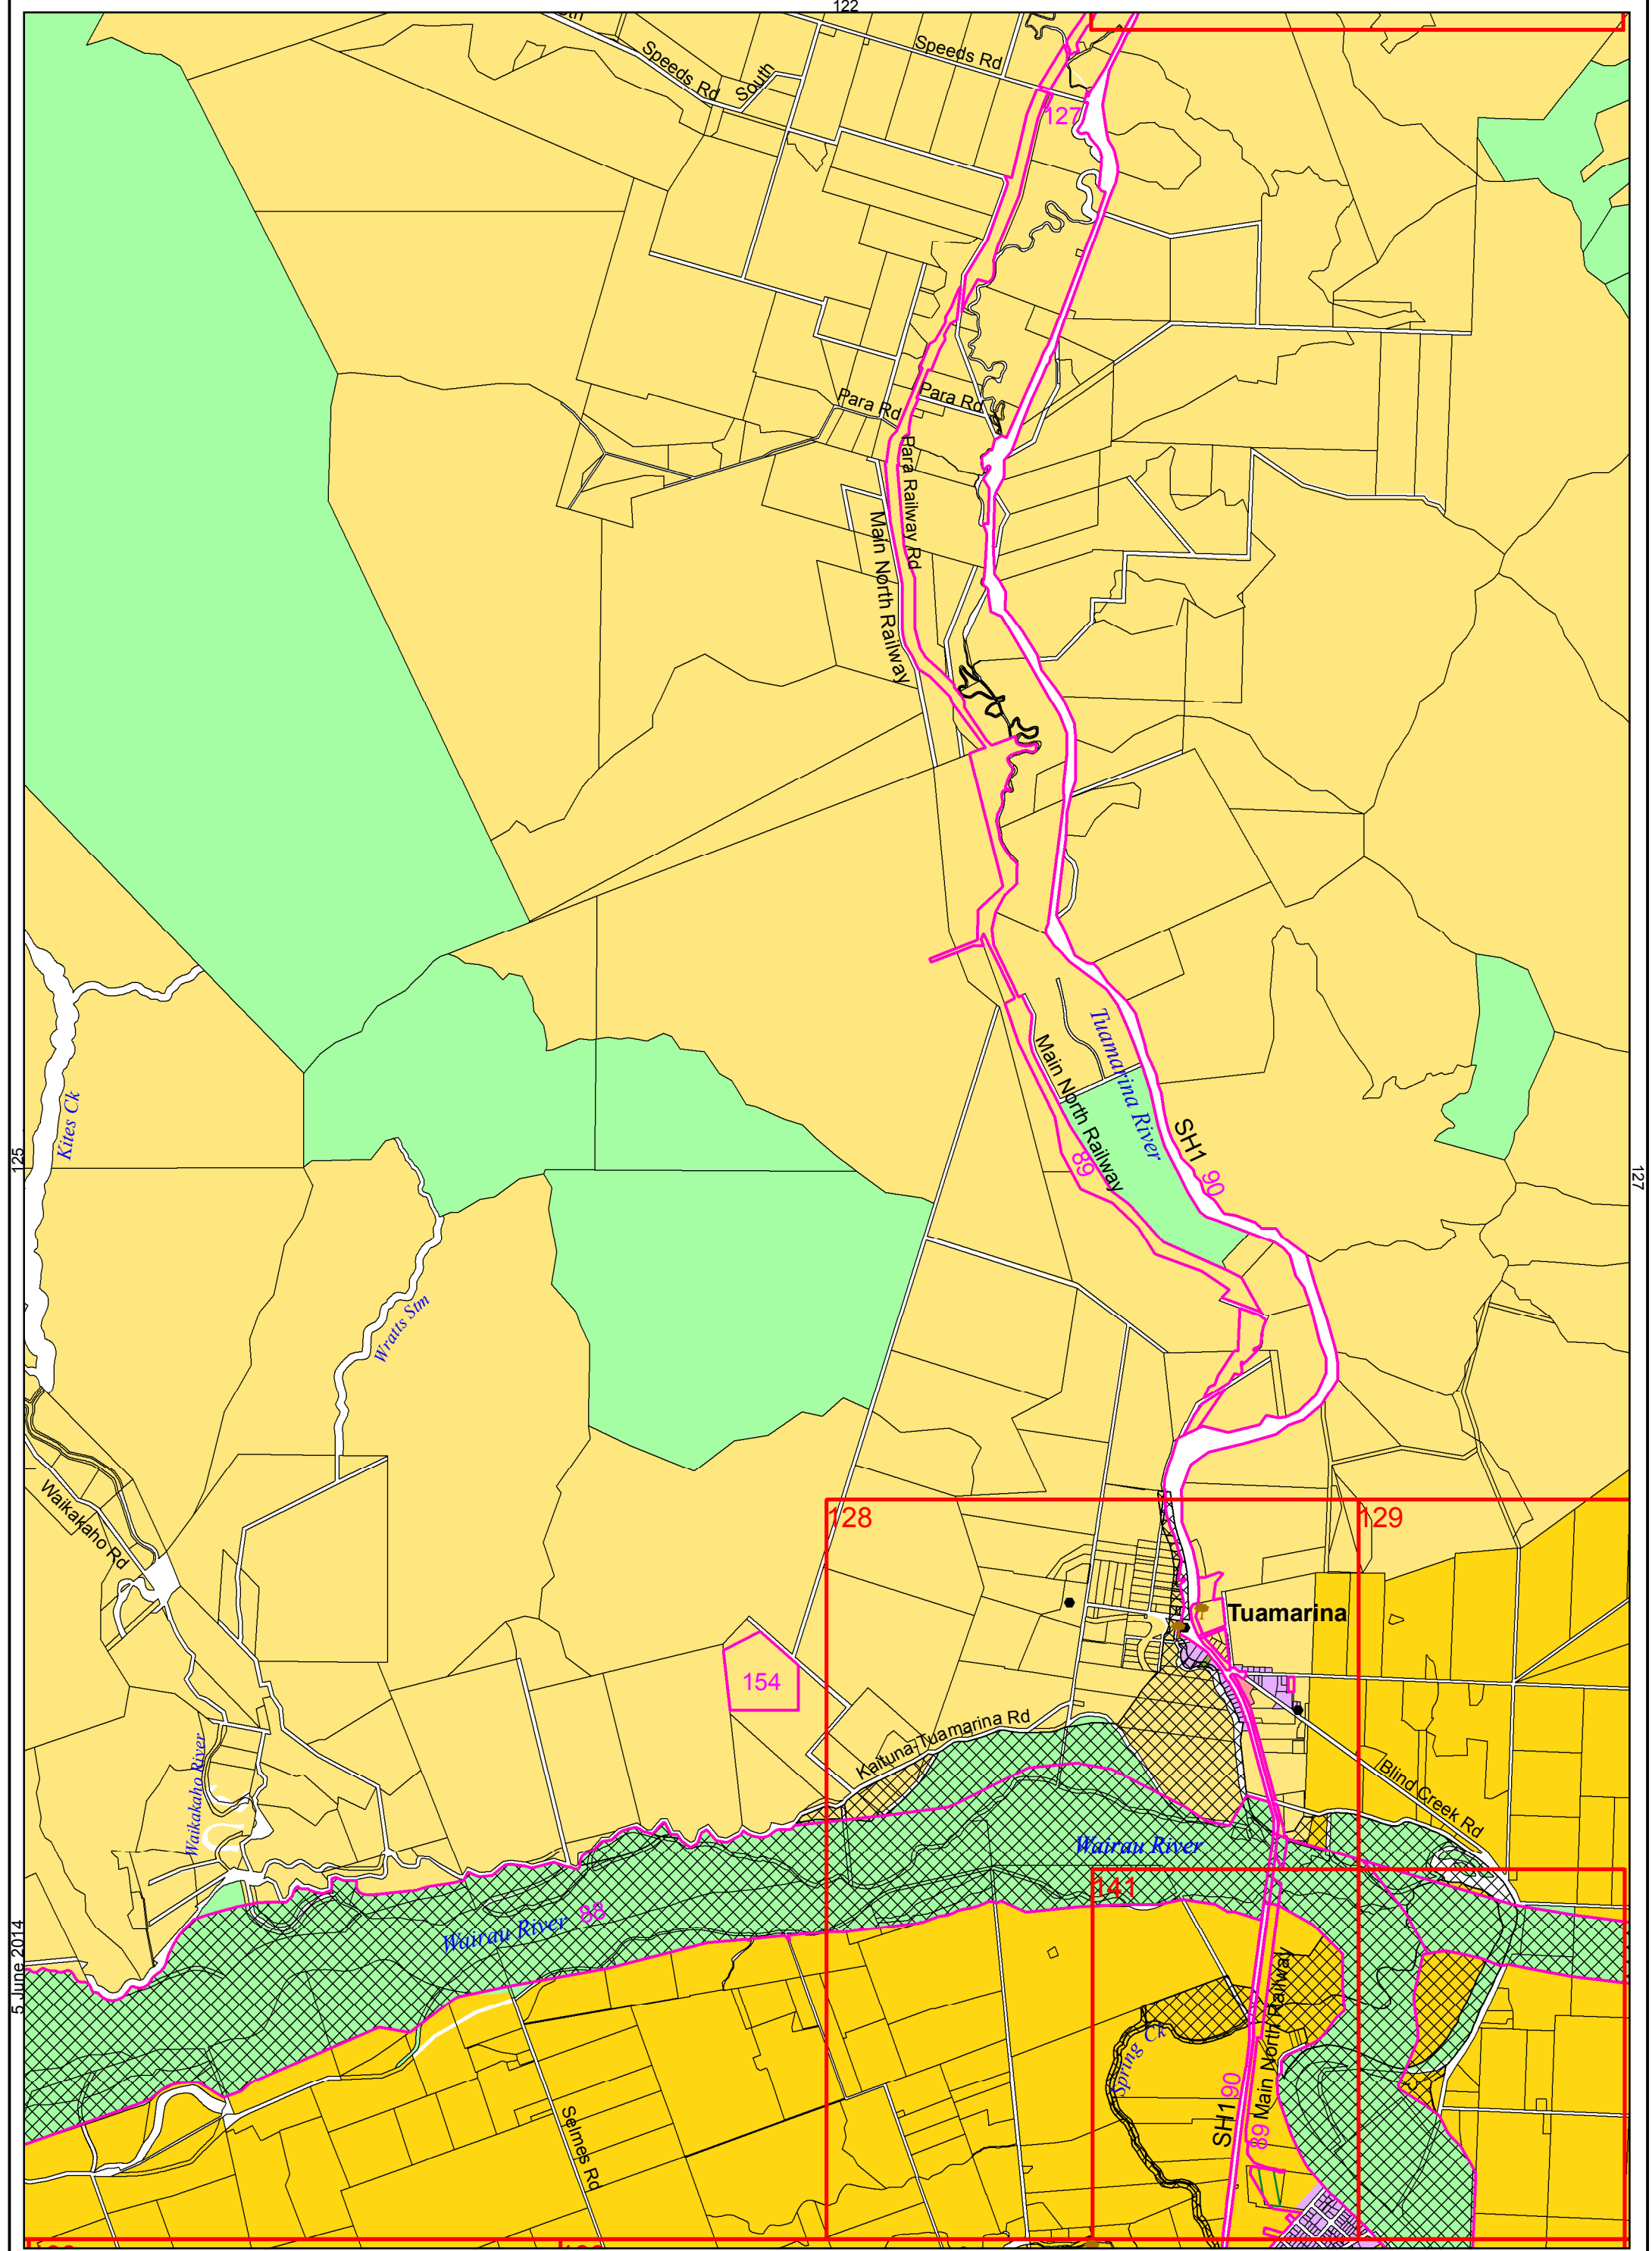 122
Speeds Rd
South
Speeds Rd
127
Para Rd
Para Rd
Para Railway Rd
Main North Railway
Tuamarina River
Main North Railway
SH1
89
90
Kites Ck
125
127
Wratts Stm
Waikakaho Rd
128
129
Tuamarina
154
Kaituna-Tuamarina Rd
Blind Creek Rd
Waikakaho River
Wairau River
141
Wairau River
88
5 June 2014
Spring Ck
Main North Railway
SH1
90
89
Selmes Rd